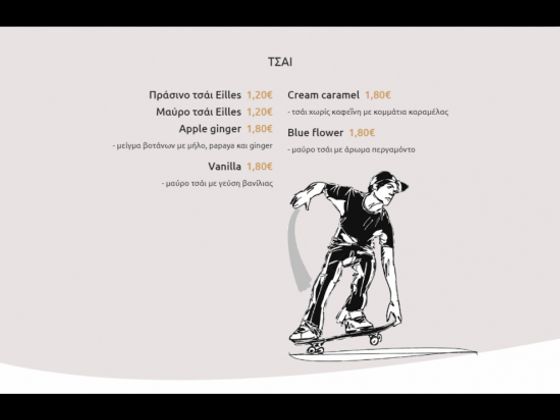 ΤΣΑΙ
Πράσινο τσάι Eilles 1,20€
Μαύρο τσάι Eilles 1,20€
Apple ginger 1,80€
- μείγμα βοτάνων με μήλο, papaya και ginger
Vanilla 1,80€
- μαύρο τσάι με γεύση βανίλιας
Cream caramel 1,80€
- τσάι χωρίς καφεΐνη με κομμάτια καραμέλας
Blue flower 1,80€
- μαύρο τσάι με άρωμα περγαμόντο